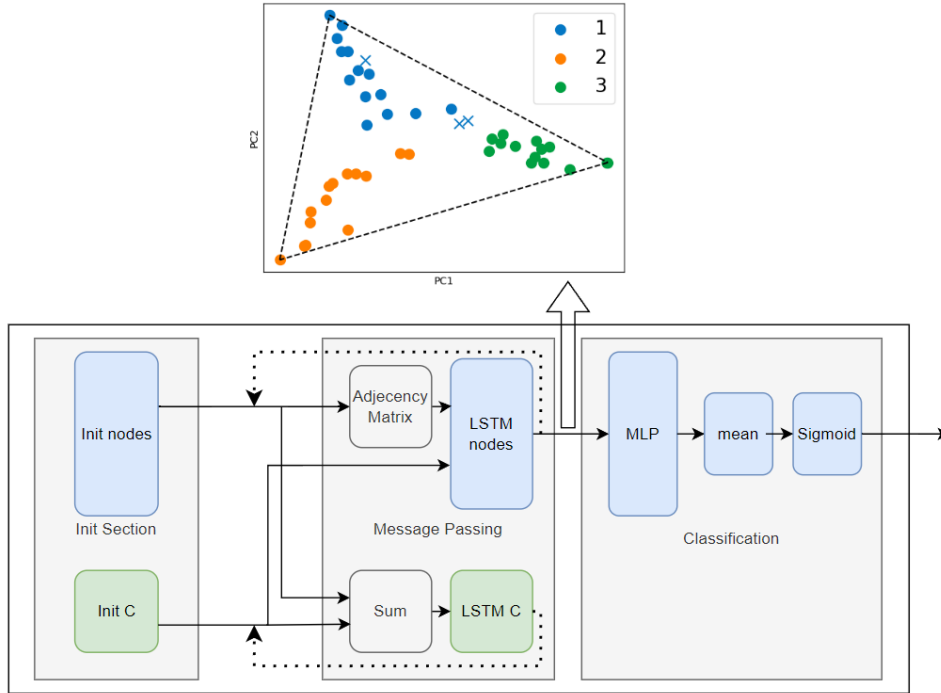 1
2
3
PC2
PC1
Init nodes
Init Section
Init C
Adjecency
Matrix
LSTM
nodes
Message Passing
Sum
LSTM C
MLP
mean
Sigmoid
Classification